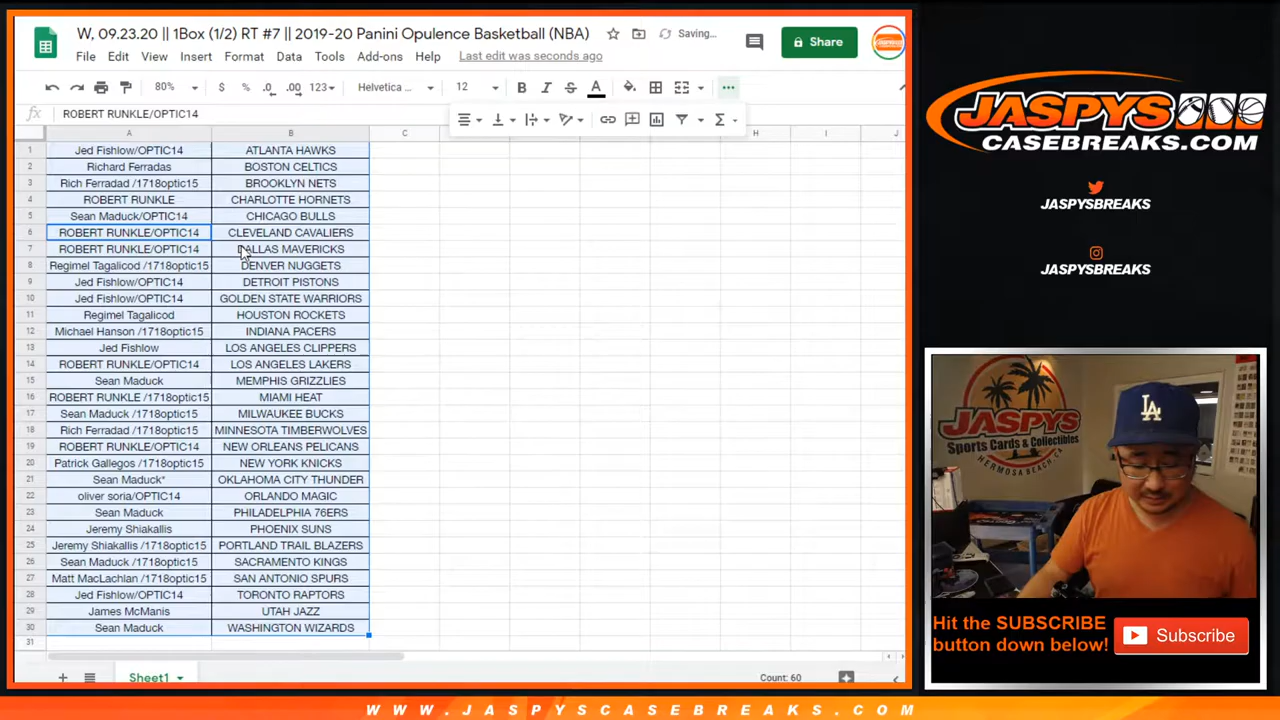 W, 09.23.20 || 1Box (1/2) RT #7 || 2019-20 Panini Opulence Basketball (NBA)
Saving...
File Edit View Insert Format Data Tools Add-ons Help Last edit was seconds ago
Share
80% $ % .0 .00 123 Helvetica ... 12 B I S A
fx ROBERT RUNKLE/OPTIC14
A B C H I J
1 Jed Fishlow/OPTIC14 ATLANTA HAWKS
2 Richard Ferradas BOSTON CELTICS
3 Rich Ferradad /1718optic15 BROOKLYN NETS
4 ROBERT RUNKLE CHARLOTTE HORNETS
5 Sean Maduck/OPTIC14 CHICAGO BULLS
6 ROBERT RUNKLE/OPTIC14 CLEVELAND CAVALIERS
7 ROBERT RUNKLE/OPTIC14 DALLAS MAVERICKS
8 Regimel Tagalicod /1718optic15 DENVER NUGGETS
9 Jed Fishlow/OPTIC14 DETROIT PISTONS
10 Jed Fishlow/OPTIC14 GOLDEN STATE WARRIORS
11 Regimel Tagalicod HOUSTON ROCKETS
12 Michael Hanson /1718optic15 INDIANA PACERS
13 Jed Fishlow LOS ANGELES CLIPPERS
14 ROBERT RUNKLE/OPTIC14 LOS ANGELES LAKERS
15 Sean Maduck MEMPHIS GRIZZLIES
16 ROBERT RUNKLE /1718optic15 MIAMI HEAT
17 Sean Maduck /1718optic15 MILWAUKEE BUCKS
18 Rich Ferradad /1718optic15 MINNESOTA TIMBERWOLVES
19 ROBERT RUNKLE/OPTIC14 NEW ORLEANS PELICANS
20 Patrick Gallegos /1718optic15 NEW YORK KNICKS
21 Sean Maduck* OKLAHOMA CITY THUNDER
22 oliver soria/OPTIC14 ORLANDO MAGIC
23 Sean Maduck PHILADELPHIA 76ERS
24 Jeremy Shiakallis PHOENIX SUNS
25 Jeremy Shiakallis /1718optic15 PORTLAND TRAIL BLAZERS
26 Sean Maduck /1718optic15 SACRAMENTO KINGS
27 Matt MacLachlan /1718optic15 SAN ANTONIO SPURS
28 Jed Fishlow/OPTIC14 TORONTO RAPTORS
29 James McManis UTAH JAZZ
30 Sean Maduck WASHINGTON WIZARDS
31
Sheet1
Count: 60
JASPYS
CASEBREAKS.COM
JASPYSBREAKS
JASPYSBREAKS
JASPYS
Sports Cards & Collectibles
HERMOSA BEACH, CA
LA
Hit the SUBSCRIBE
button down below!
Subscribe
WWW.JASPYSCASEBREAKS.COM